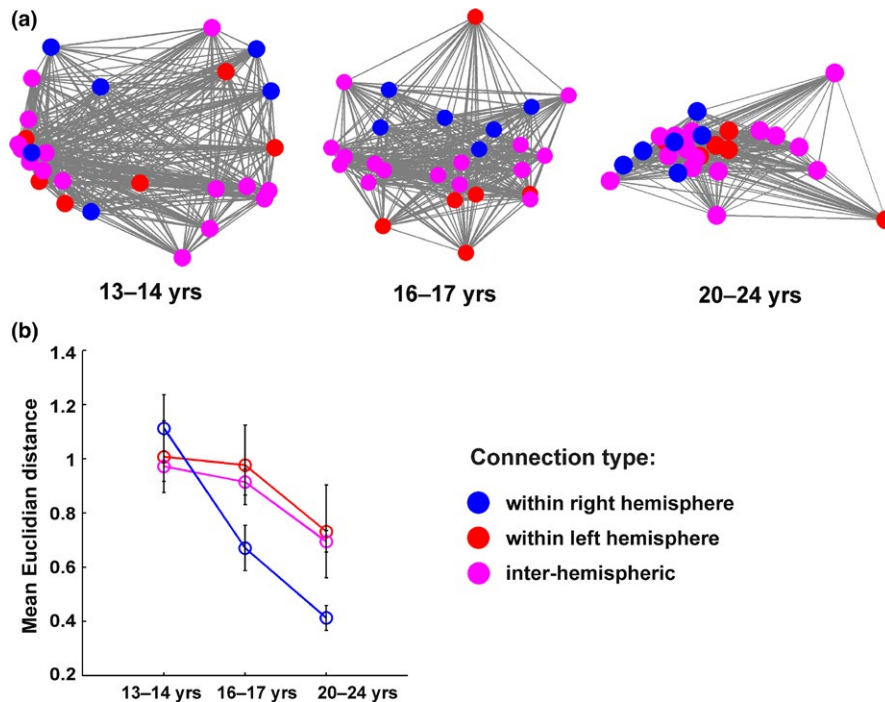 (a)
13–14 yrs
16–17 yrs
20–24 yrs
(b)
Mean Euclidian distance
1.4
1.2
1
0.8
0.6
0.4
0.2
13–14 yrs
16–17 yrs
20–24 yrs
Connection type:
within right hemisphere
within left hemisphere
inter-hemispheric